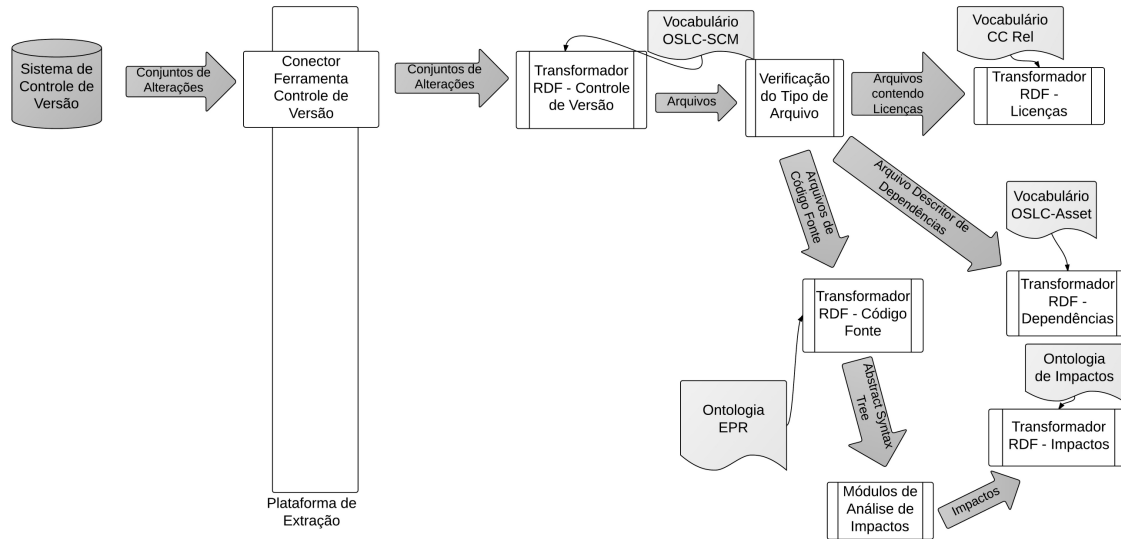 Sistema de
Controle de
Versão
Conjuntos de
Alterações
Conector
Ferramenta
Controle de
Versão
Plataforma de
Extração
Conjuntos de
Alterações
Vocabulário
OSLC-SCM
Transformador
RDF - Controle
de Versão
Arquivos
Verificação
do Tipo de
Arquivo
Arquivos
contendo
Licenças
Vocabulário
CC Rel
Transformador
RDF -
Licenças
Arquivos de
Código Fonte
Arquivo Descritor de
Dependências
Vocabulário
OSLC-Asset
Transformador
RDF -
Dependências
Transformador
RDF - Código
Fonte
Ontologia
EPR
Abstract Syntax
Tree
Ontologia
de Impactos
Transformador
RDF - Impactos
Módulos de
Análise de
Impactos
Impactos